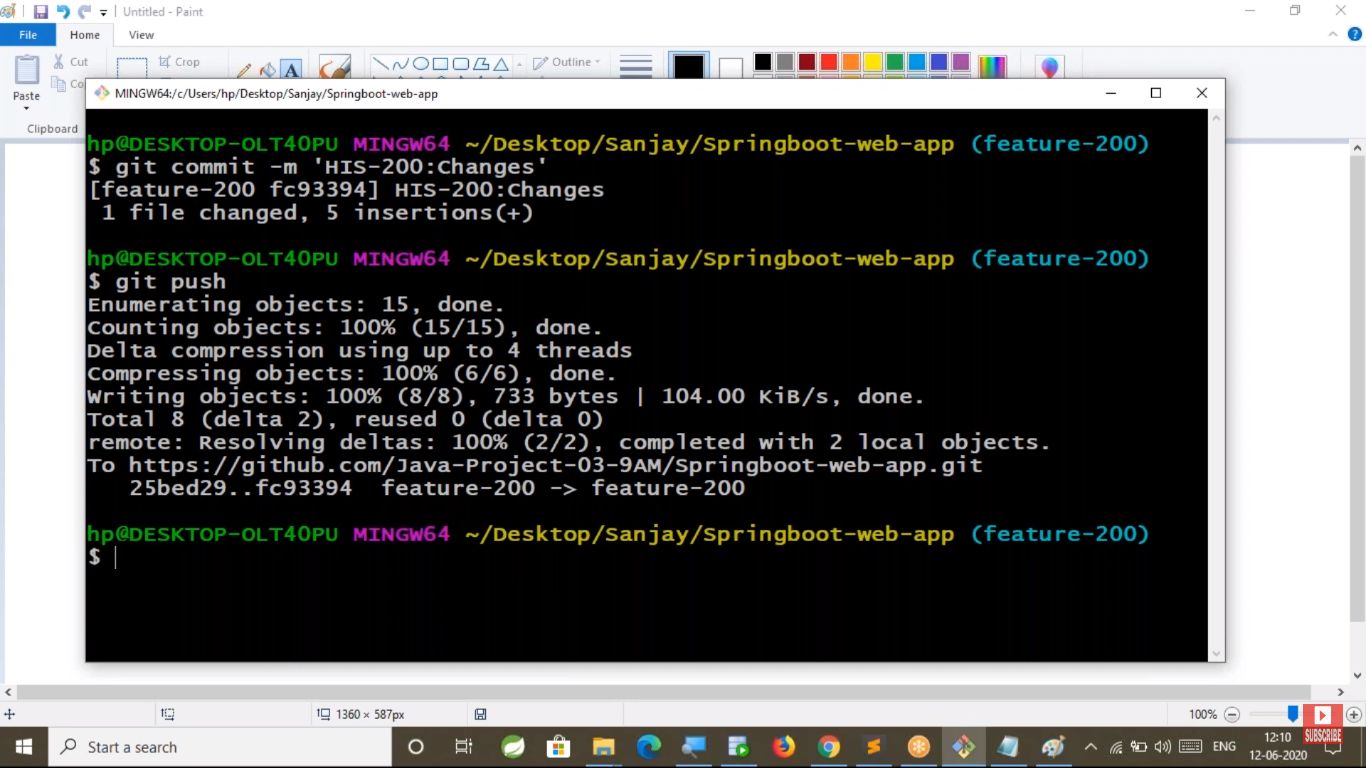 Untitled - Paint
File Home View
Cut
Crop
Outline
Paste
Clipboard
MINGW64:/c/Users/hp/Desktop/Sanjay/Springboot-web-app
hp@DESKTOP-OLT40PU MINGW64 ~/Desktop/Sanjay/Springboot-web-app (feature-200)
$ git commit -m 'HIS-200:Changes'
[feature-200 fc93394] HIS-200:Changes
 1 file changed, 5 insertions(+)
hp@DESKTOP-OLT40PU MINGW64 ~/Desktop/Sanjay/Springboot-web-app (feature-200)
$ git push
Enumerating objects: 15, done.
Counting objects: 100% (15/15), done.
Delta compression using up to 4 threads
Compressing objects: 100% (6/6), done.
Writing objects: 100% (8/8), 733 bytes | 104.00 KiB/s, done.
Total 8 (delta 2), reused 0 (delta 0)
remote: Resolving deltas: 100% (2/2), completed with 2 local objects.
To https://github.com/Java-Project-03-9AM/Springboot-web-app.git
   25bed29..fc93394  feature-200 -> feature-200
hp@DESKTOP-OLT40PU MINGW64 ~/Desktop/Sanjay/Springboot-web-app (feature-200)
$
1360 × 587px
100%
SUBSCRIBE
Start a search
ENG
12:10
12-06-2020